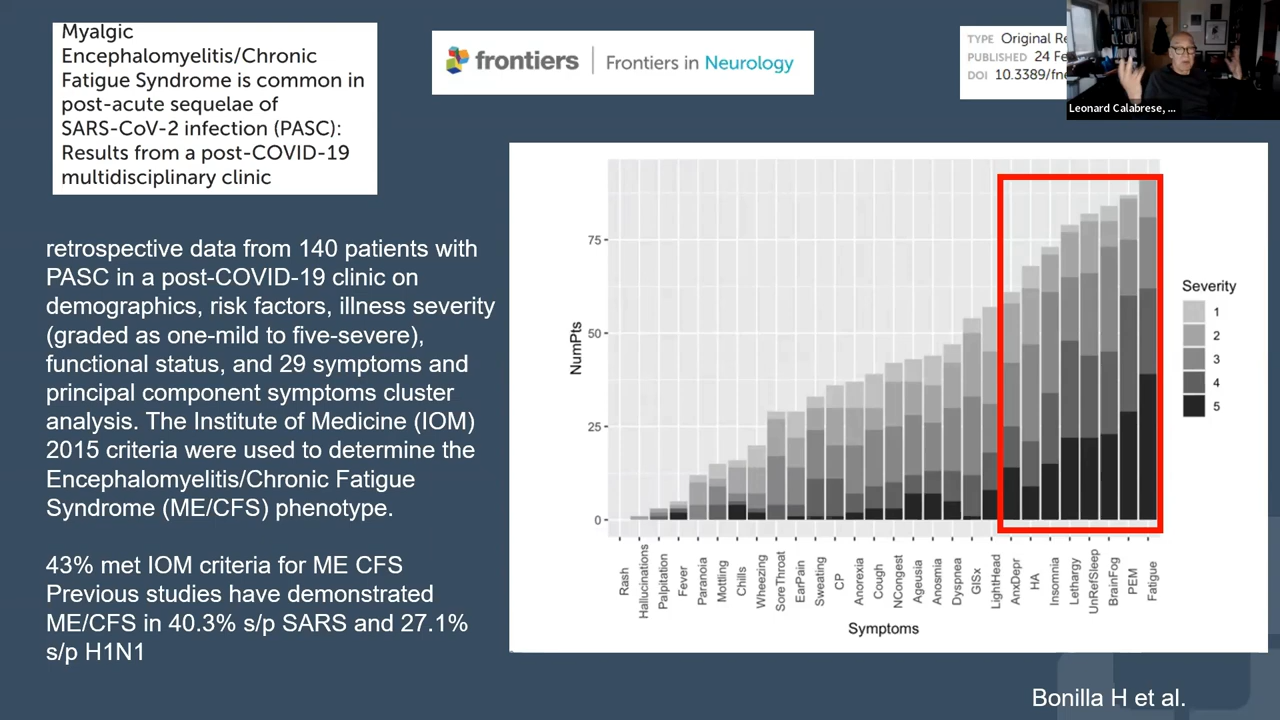 Myalgic
Encephalomyelitis/Chronic
Fatigue Syndrome is common in
post-acute sequelae of
SARS-CoV-2 infection (PASC):
Results from a post-COVID-19
multidisciplinary clinic
frontiers | Frontiers in Neurology
TYPE Original Re
PUBLISHED 24 Fe
DOI 10.3389/fne
Leonard Calabrese, ...
retrospective data from 140 patients with
PASC in a post-COVID-19 clinic on
demographics, risk factors, illness severity
(graded as one-mild to five-severe),
functional status, and 29 symptoms and
principal component symptoms cluster
analysis. The Institute of Medicine (IOM)
2015 criteria were used to determine the
Encephalomyelitis/Chronic Fatigue
Syndrome (ME/CFS) phenotype.
43% met IOM criteria for ME CFS
Previous studies have demonstrated
ME/CFS in 40.3% s/p SARS and 27.1%
s/p H1N1
NumPts
75
50
25
0
Rash
Hallucinations
Palpitation
Fever
Paranoia
Mottling
Chills
Wheezing
SoreThroat
EarPain
Sweating
CP
Anorexia
Cough
NCongest
Ageusia
Anosmia
Dyspnea
GISx
LightHead
AnxDepr
HA
Insomnia
Lethargy
UnRefSleep
BrainFog
PEM
Fatigue
Symptoms
Severity
1
2
3
4
5
Bonilla H et al.